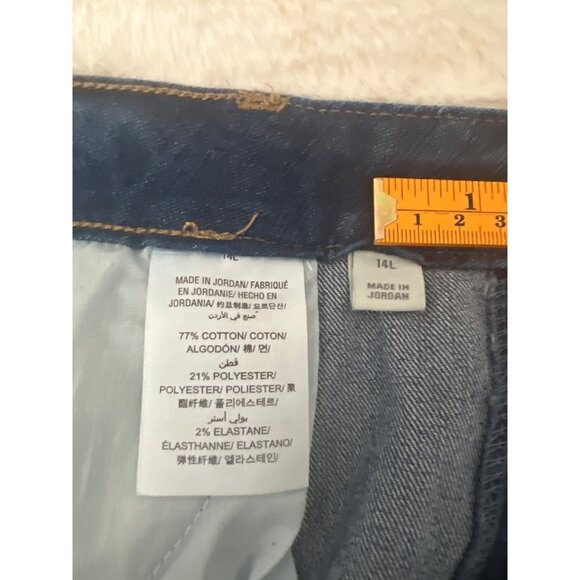 1
1 2 3
14L
MADE IN JORDAN/ FABRIQUÉ
EN JORDANIE/ HECHO EN
JORDANIA/ 约旦制造/ 요르단산/
صنع في الأردن
77% COTTON/ COTON/
ALGODÓN/ 棉/ 면/
قطن
21% POLYESTER/
POLYESTER/ POLIESTER/ 聚
酯纤维/ 폴리에스테르/
بولي أستر
2% ELASTANE/
ÉLASTHANNE/ ELASTANO/
弹性纤维/ 엘라스테인/
14L
MADE IN
JORDAN